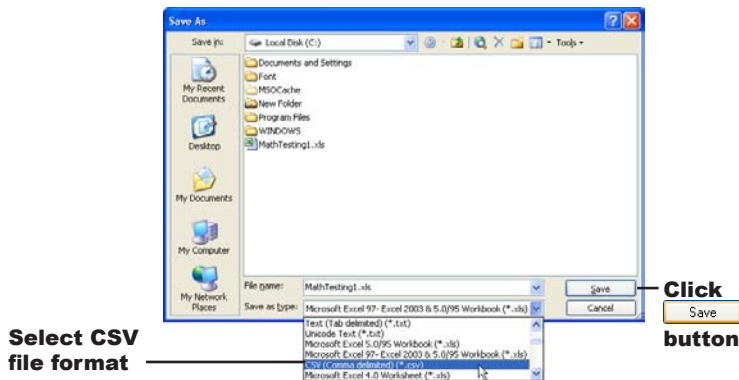 Save As
Save in:
Local Disk (C:)
Tools
My Recent
Documents
Desktop
My Documents
My Computer
My Network
Places
Documents and Settings
Font
MSOCache
New Folder
Program Files
WINDOWS
MathTesting1.xls
File name:
MathTesting1.xls
Save
Save as type:
Microsoft Excel 97- Excel 2003 & 5.0/95 Workbook (*.xls)
Cancel
Text (Tab delimited) (*.txt)
Unicode Text (*.txt)
Microsoft Excel 5.0/95 Workbook (*.xls)
Microsoft Excel 97- Excel 2003 & 5.0/95 Workbook (*.xls)
CSV (Comma delimited) (*.csv)
Microsoft Excel 4.0 Worksheet (*.xls)
Click
Save
button
Select CSV
file format